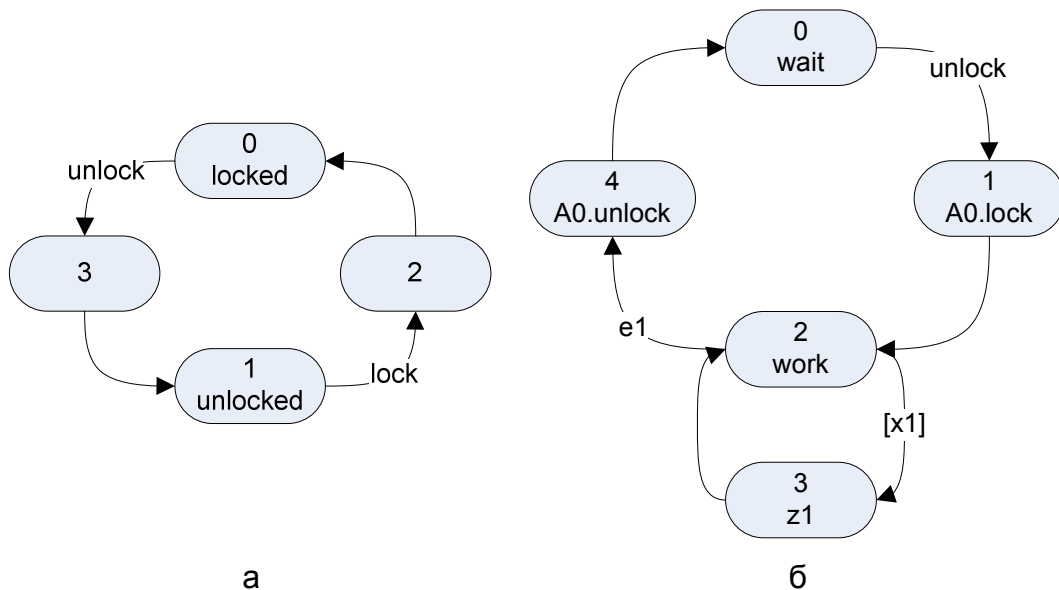 0
locked
unlock
3
2
1
unlocked
lock
а
0
wait
unlock
4
A0.unlock
1
A0.lock
e1
2
work
[x1]
3
z1
б